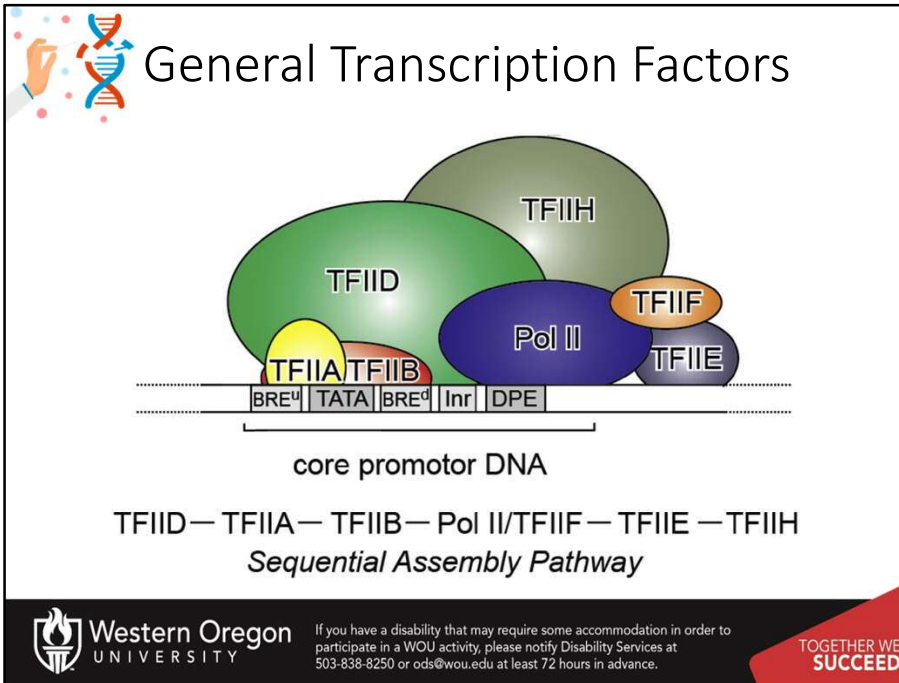 General Transcription Factors
TFIIH
TFIID
TFIIF
Pol II
TFIIE
TFIIA TFIIB
BREᵘ TATA BREᵈ Inr DPE
core promotor DNA
TFIID — TFIIA — TFIIB — Pol II/TFIIF — TFIIE — TFIIH
Sequential Assembly Pathway
Western Oregon
UNIVERSITY
If you have a disability that may require some accommodation in order to
participate in a WOU activity, please notify Disability Services at
503-838-8250 or ods@wou.edu at least 72 hours in advance.
TOGETHER WE
SUCCEED